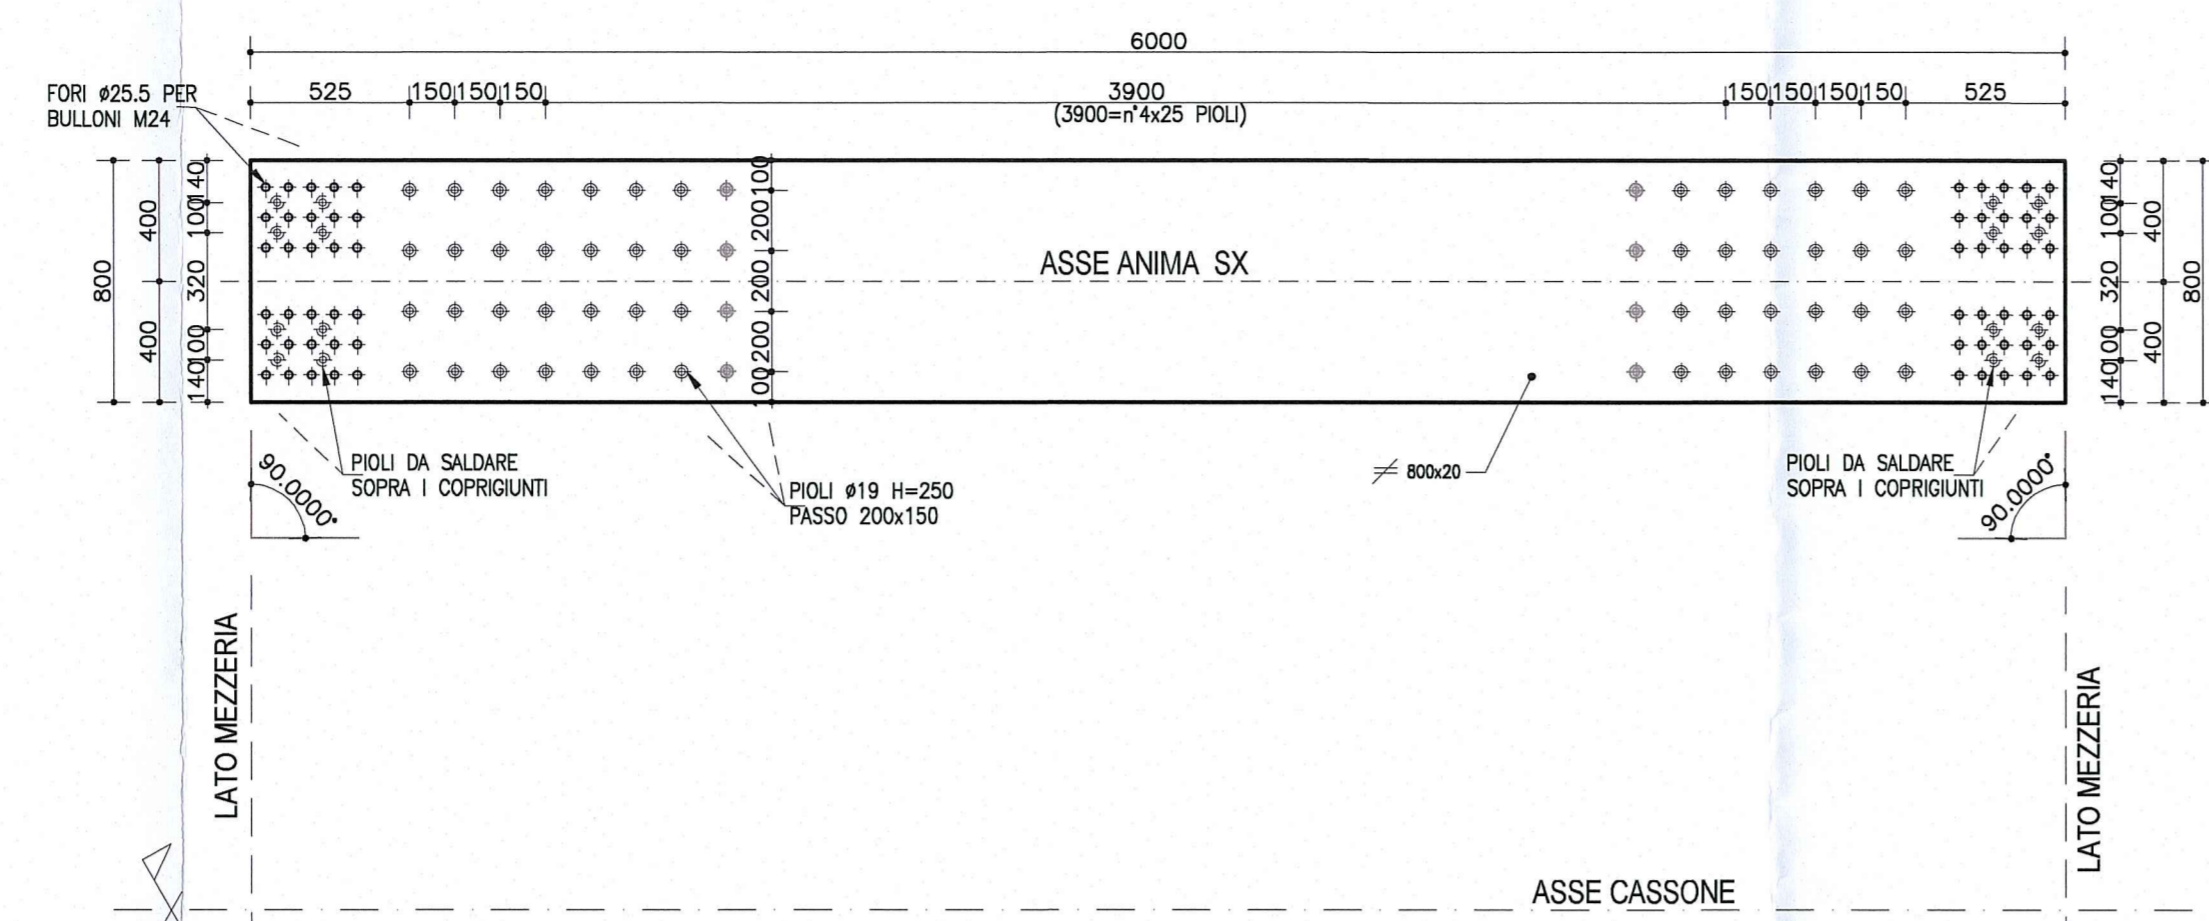 6000
525
150
150
150
3900
(3900=n°4x25 PIOLI)
150
150
150
150
525
FORI ø25.5 PER
BULLONI M24
800
400
400
140
100
320
100
140
100
200
200
200
00
ASSE ANIMA SX
140
100
320
100
140
400
400
800
PIOLI DA SALDARE
SOPRA I COPRIGIUNTI
90.0000°
PIOLI ø19 H=250
PASSO 200x150
800x20
PIOLI DA SALDARE
SOPRA I COPRIGIUNTI
90.0000°
LATO MEZZERIA
LATO MEZZERIA
ASSE CASSONE